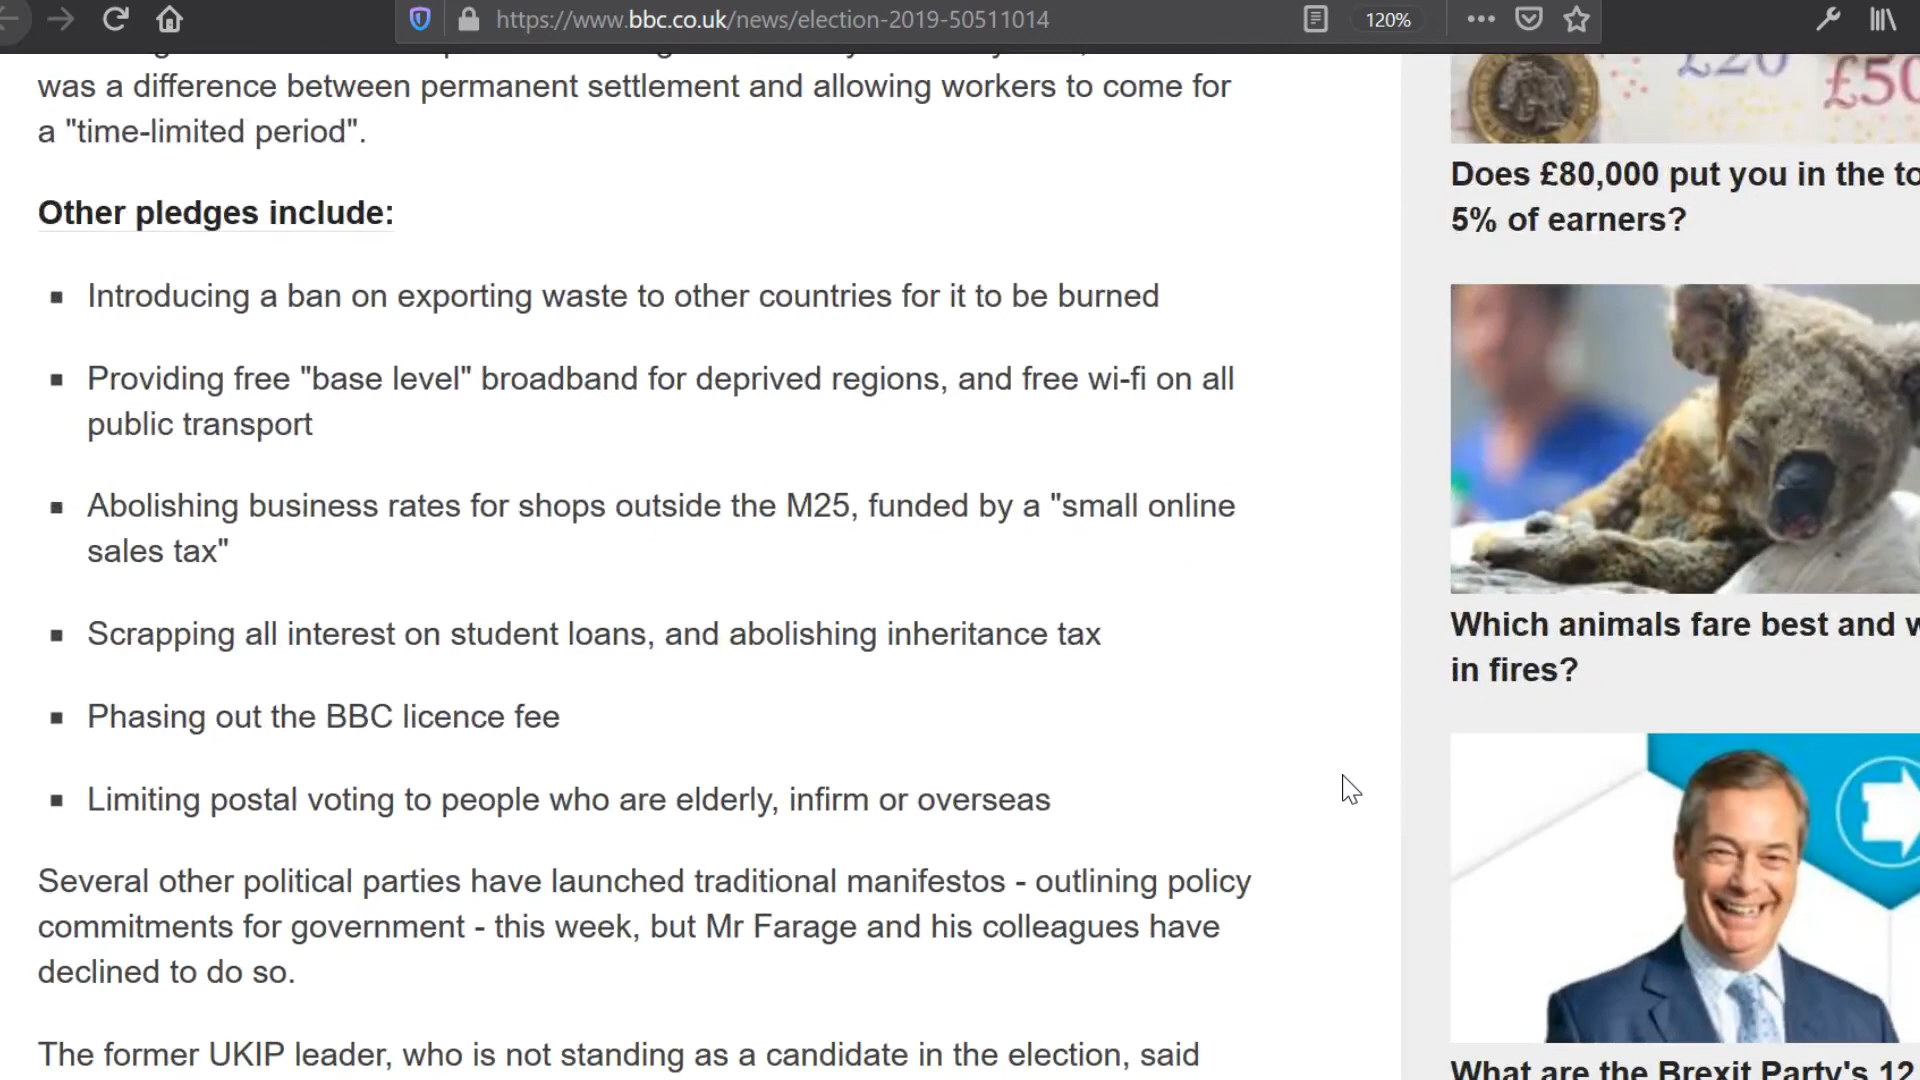 https://www.bbc.co.uk/news/election-2019-50511014
120%
was a difference between permanent settlement and allowing workers to come for
a "time-limited period".
Other pledges include:
Introducing a ban on exporting waste to other countries for it to be burned
Providing free "base level" broadband for deprived regions, and free wi-fi on all
public transport
Abolishing business rates for shops outside the M25, funded by a "small online
sales tax"
Scrapping all interest on student loans, and abolishing inheritance tax
Phasing out the BBC licence fee
Limiting postal voting to people who are elderly, infirm or overseas
Several other political parties have launched traditional manifestos - outlining policy
commitments for government - this week, but Mr Farage and his colleagues have
declined to do so.
The former UKIP leader, who is not standing as a candidate in the election, said
£20
£50
Does £80,000 put you in the
5% of earners?
Which animals fare best and
in fires?
What are the Brexit Party's 12